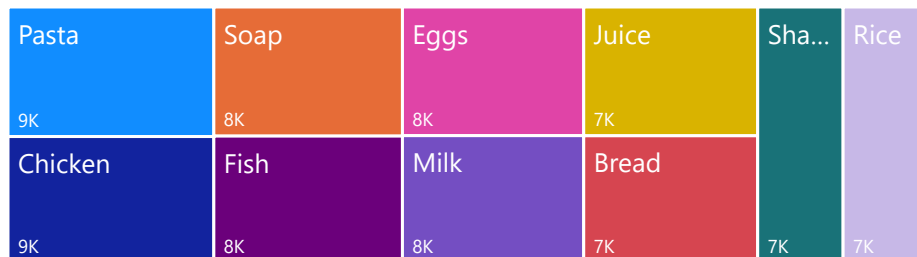 Pasta
9K
Soap
8K
Eggs
8K
Juice
7K
Sha...
7K
Rice
7K
Chicken
9K
Fish
8K
Milk
8K
Bread
7K